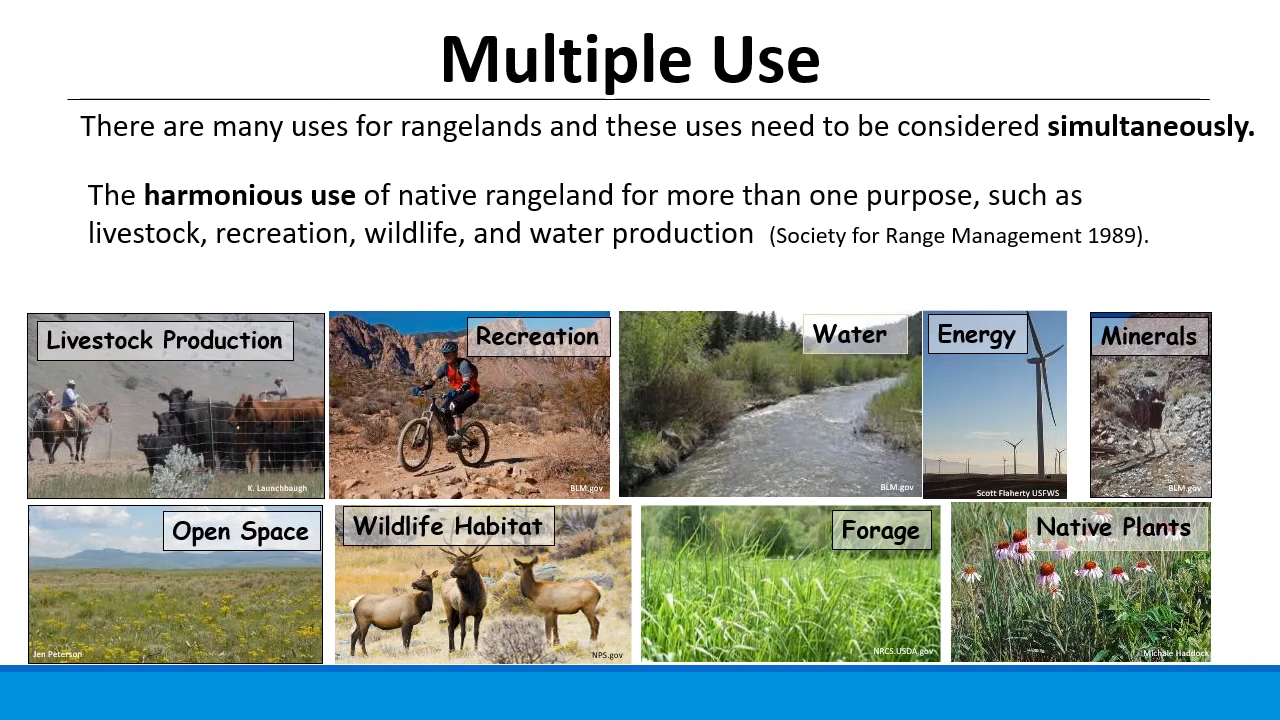 Multiple Use
There are many uses for rangelands and these uses need to be considered simultaneously.
The harmonious use of native rangeland for more than one purpose, such as
livestock, recreation, wildlife, and water production (Society for Range Management 1989).
Livestock Production
K. Launchbaugh
Recreation
BLM.gov
Water
BLM.gov
Energy
Scott Flaherty USFWS
Minerals
BLM.gov
Open Space
Jen Peterson
Wildlife Habitat
NPS.gov
Forage
NRCS.USDA.gov
Native Plants
Michale Haddock